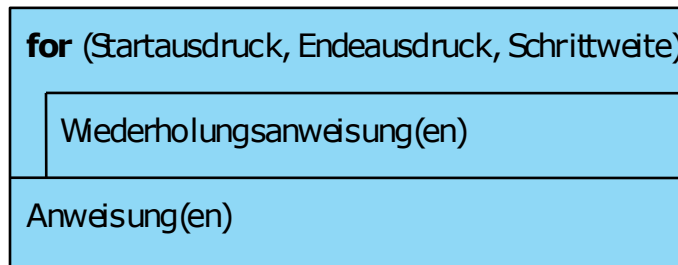 for (Startausdruck, Endeausdruck, Schrittweite)
Wiederholungsanweisung(en)
Anweisung(en)